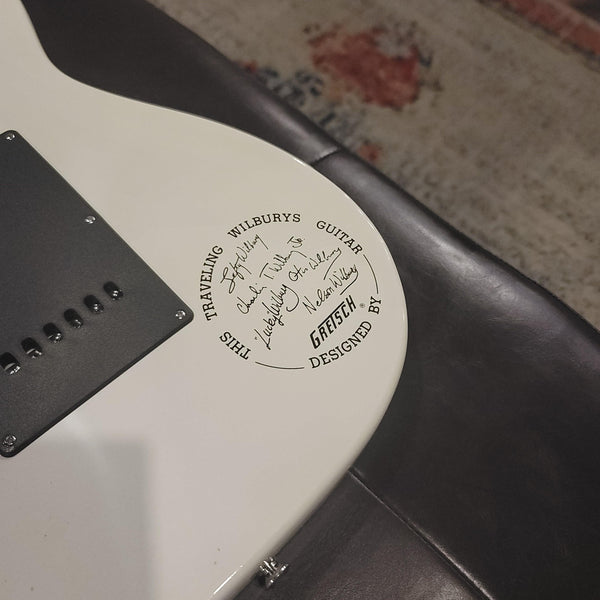 THIS TRAVELING WILBURYS GUITAR
Lefty Wilbury
Charlie T Wilbury Jr
Otis Wilbury
Lucky Wilbury
Nelson Wilbury
GRETSCH®
DESIGNED BY